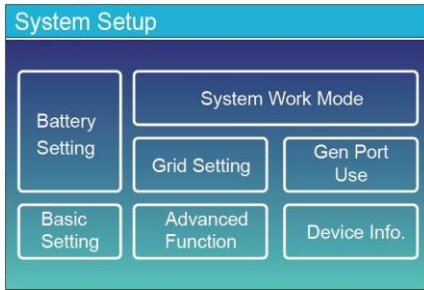 System Setup
Battery
Setting
System Work Mode
Grid Setting
Gen Port
Use
Basic
Setting
Advanced
Function
Device Info.